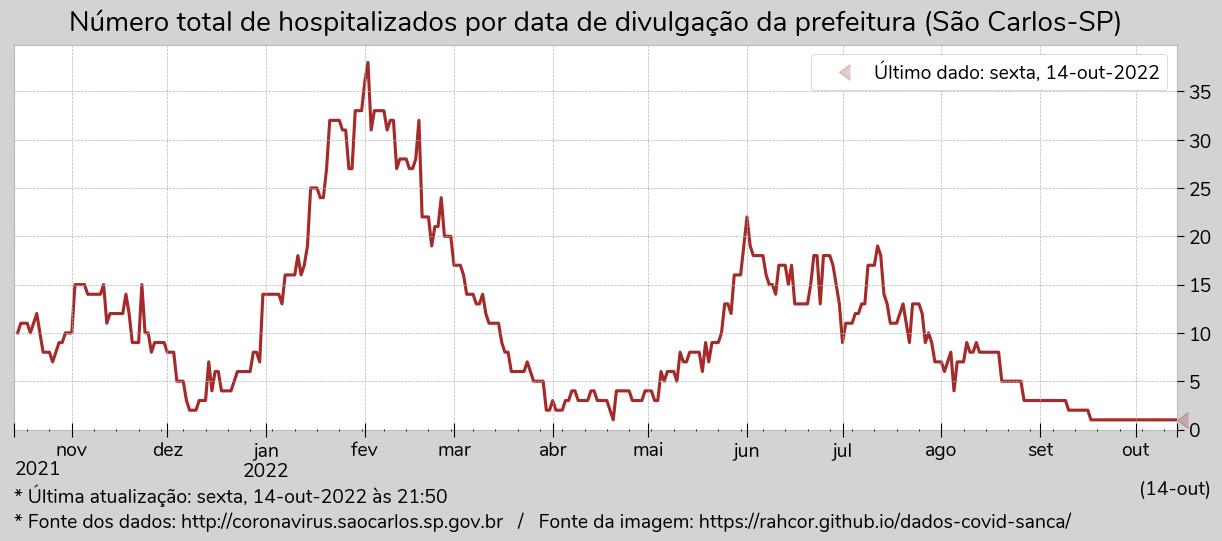 Número total de hospitalizados por data de divulgação da prefeitura (São Carlos-SP)
Último dado: sexta, 14-out-2022
35
30
25
20
15
10
5
0
nov dez jan fev mar abr mai jun jul ago set out
2021 2022
(14-out)
* Última atualização: sexta, 14-out-2022 às 21:50
* Fonte dos dados: http://coronavirus.saocarlos.sp.gov.br / Fonte da imagem: https://rahcor.github.io/dados-covid-sanca/